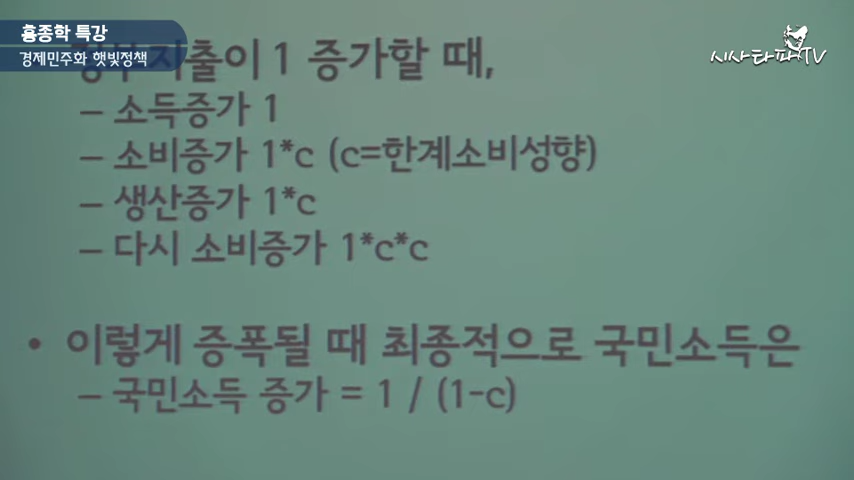 홍종학 특강
경제민주화 햇빛정책
시사타파TV
지출이 1 증가할 때,
– 소득증가 1
– 소비증가 1*c (c=한계소비성향)
– 생산증가 1*c
– 다시 소비증가 1*c*c
• 이렇게 증폭될 때 최종적으로 국민소득은
– 국민소득 증가 = 1 / (1-c)